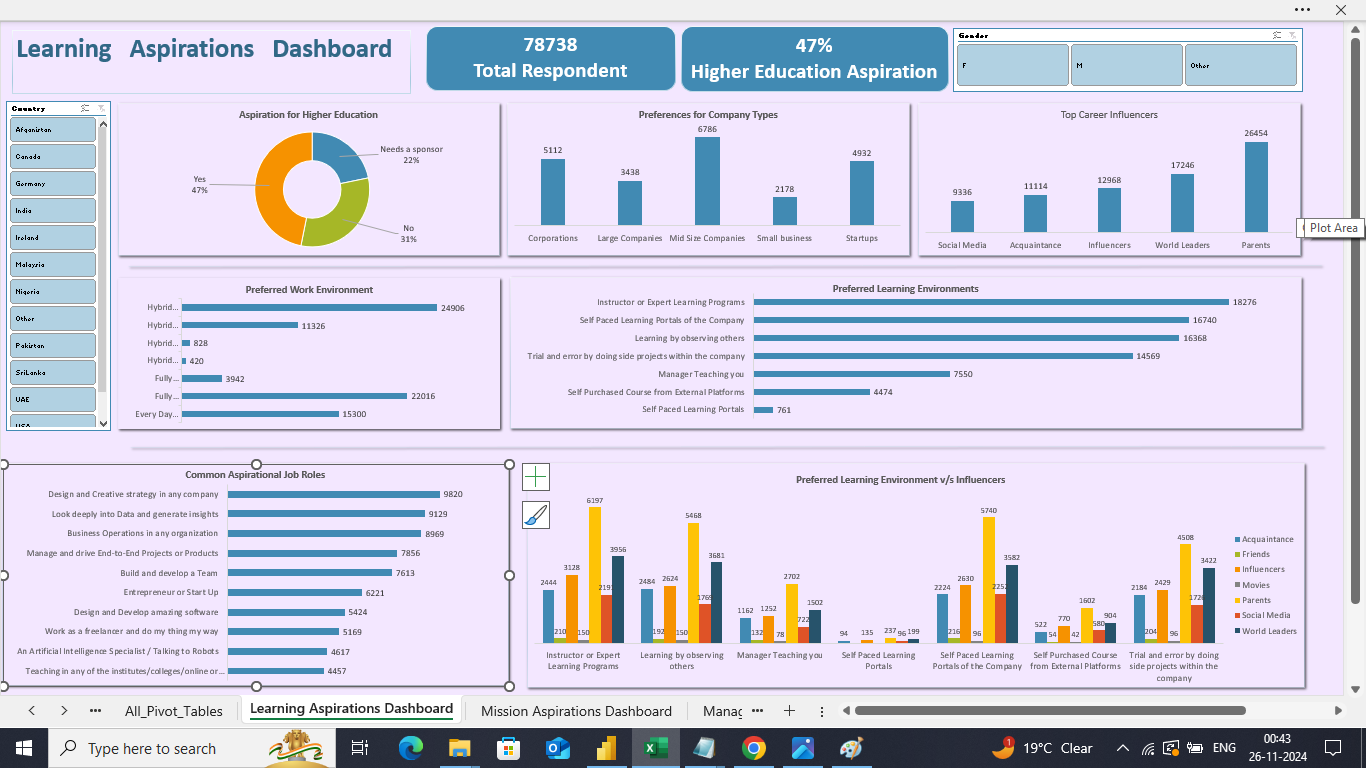 Learning Aspirations Dashboard
78738
Total Respondent
47%
Higher Education Aspiration
Gender
F
M
Other
Country
Afganistan
Canada
Germany
India
Ireland
Malaysia
Nigeria
Other
Pakistan
SriLanka
UAE
USA
Aspiration for Higher Education
Needs a sponsor
22%
Yes
47%
No
31%
Preferences for Company Types
5112
3438
6786
2178
4932
Corporations
Large Companies
Mid Size Companies
Small business
Startups
Top Career Influencers
9336
11114
12968
17246
26454
Social Media
Acquaintance
Influencers
World Leaders
Parents
Plot Area
Preferred Work Environment
Hybrid... 24906
Hybrid... 11326
Hybrid... 828
Hybrid... 420
Fully... 3942
Fully... 22016
Every Day... 15300
Preferred Learning Environments
Instructor or Expert Learning Programs 18276
Self Paced Learning Portals of the Company 16740
Learning by observing others 16368
Trial and error by doing side projects within the company 14569
Manager Teaching you 7550
Self Purchased Course from External Platforms 4474
Self Paced Learning Portals 761
Common Aspirational Job Roles
Design and Creative strategy in any company 9820
Look deeply into Data and generate insights 9129
Business Operations in any organization 8969
Manage and drive End-to-End Projects or Products 7856
Build and develop a Team 7613
Entrepreneur or Start Up 6221
Design and Develop amazing software 5424
Work as a freelancer and do my thing my way 5169
An Artificial Intelligence Specialist / Talking to Robots 4617
Teaching in any of the institutes/colleges/online or... 4457
Preferred Learning Environment v/s Influencers
2444 210 3128 150 6197 2191 3956
2484 192 2624 150 5468 1769 3681
1162 132 1252 78 2702 722 1502
94 135 237 96 199
2224 216 2630 96 5740 2252 3582
522 54 770 42 1602 580 904
2184 204 2429 96 4508 1726 3422
Instructor or Expert
Learning Programs
Learning by observing
others
Manager Teaching you
Self Paced Learning
Portals
Self Paced Learning
Portals of the Company
Self Purchased Course
from External Platforms
Trial and error by doing
side projects within the
company
Acquaintance
Friends
Influencers
Movies
Parents
Social Media
World Leaders
All_Pivot_Tables
Learning Aspirations Dashboard
Mission Aspirations Dashboard
Manag
Type here to search
1
19°C Clear
ENG
00:43
26-11-2024